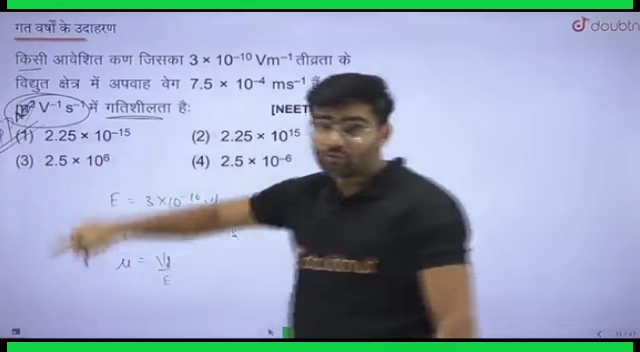 गत वर्षों के उदाहरण
doubtn
किसी आवेशित कण जिसका 3 × 10⁻¹⁰ Vm⁻¹ तीव्रता के
विद्युत क्षेत्र में अपवाह वेग 7.5 × 10⁻⁴ ms⁻¹
V⁻¹ s⁻¹ में गतिशीलता है:
[NEET
(1) 2.25 × 10⁻¹⁵ (2) 2.25 × 10¹⁵
(3) 2.5 × 10⁶ (4) 2.5 × 10⁻⁶
E = 3×10⁻¹⁰
μ = Vd/E